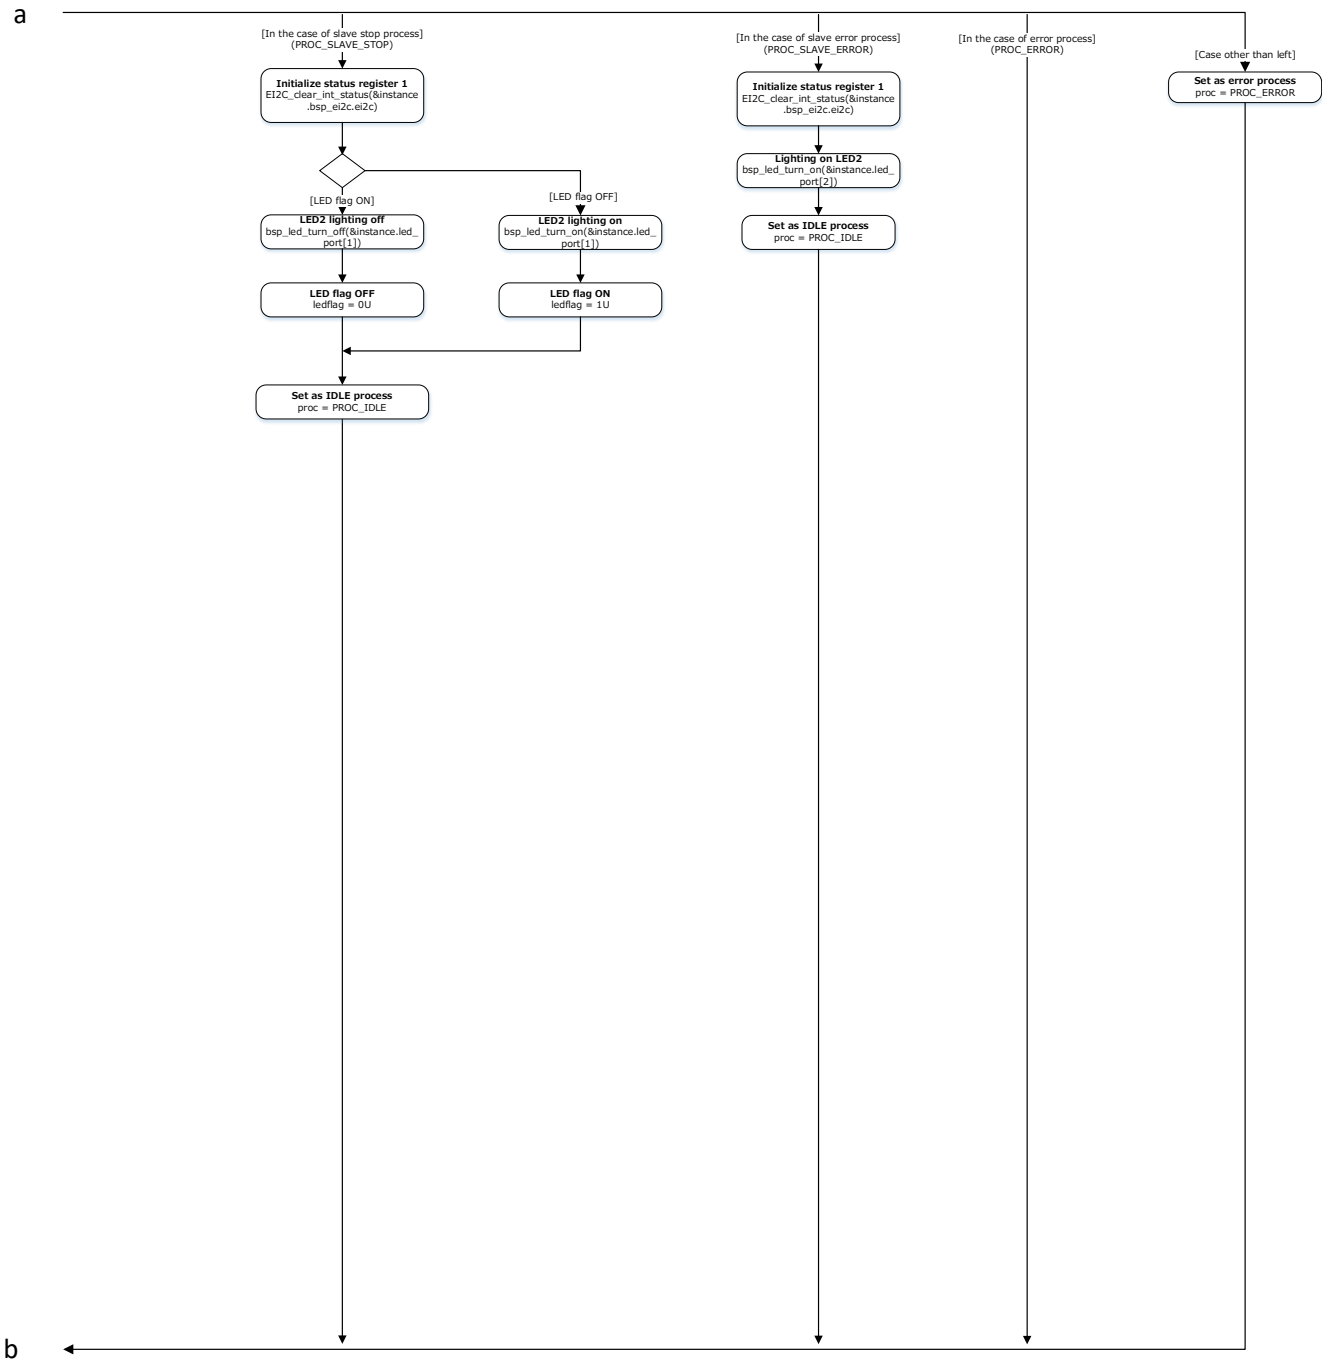 a
[In the case of slave stop process]
(PROC_SLAVE_STOP)
Initialize status register 1
EI2C_clear_int_status(&instance
.bsp_ei2c.ei2c)
[LED flag ON]
LED2 lighting off
bsp_led_turn_off(&instance.led_
port[1])
LED flag OFF
ledflag = 0U
[LED flag OFF]
LED2 lighting on
bsp_led_turn_on(&instance.led_
port[1])
LED flag ON
ledflag = 1U
Set as IDLE process
proc = PROC_IDLE
[In the case of slave error process]
(PROC_SLAVE_ERROR)
Initialize status register 1
EI2C_clear_int_status(&instance
.bsp_ei2c.ei2c)
Lighting on LED2
bsp_led_turn_on(&instance.led_
port[2])
Set as IDLE process
proc = PROC_IDLE
[In the case of error process]
(PROC_ERROR)
[Case other than left]
Set as error process
proc = PROC_ERROR
b